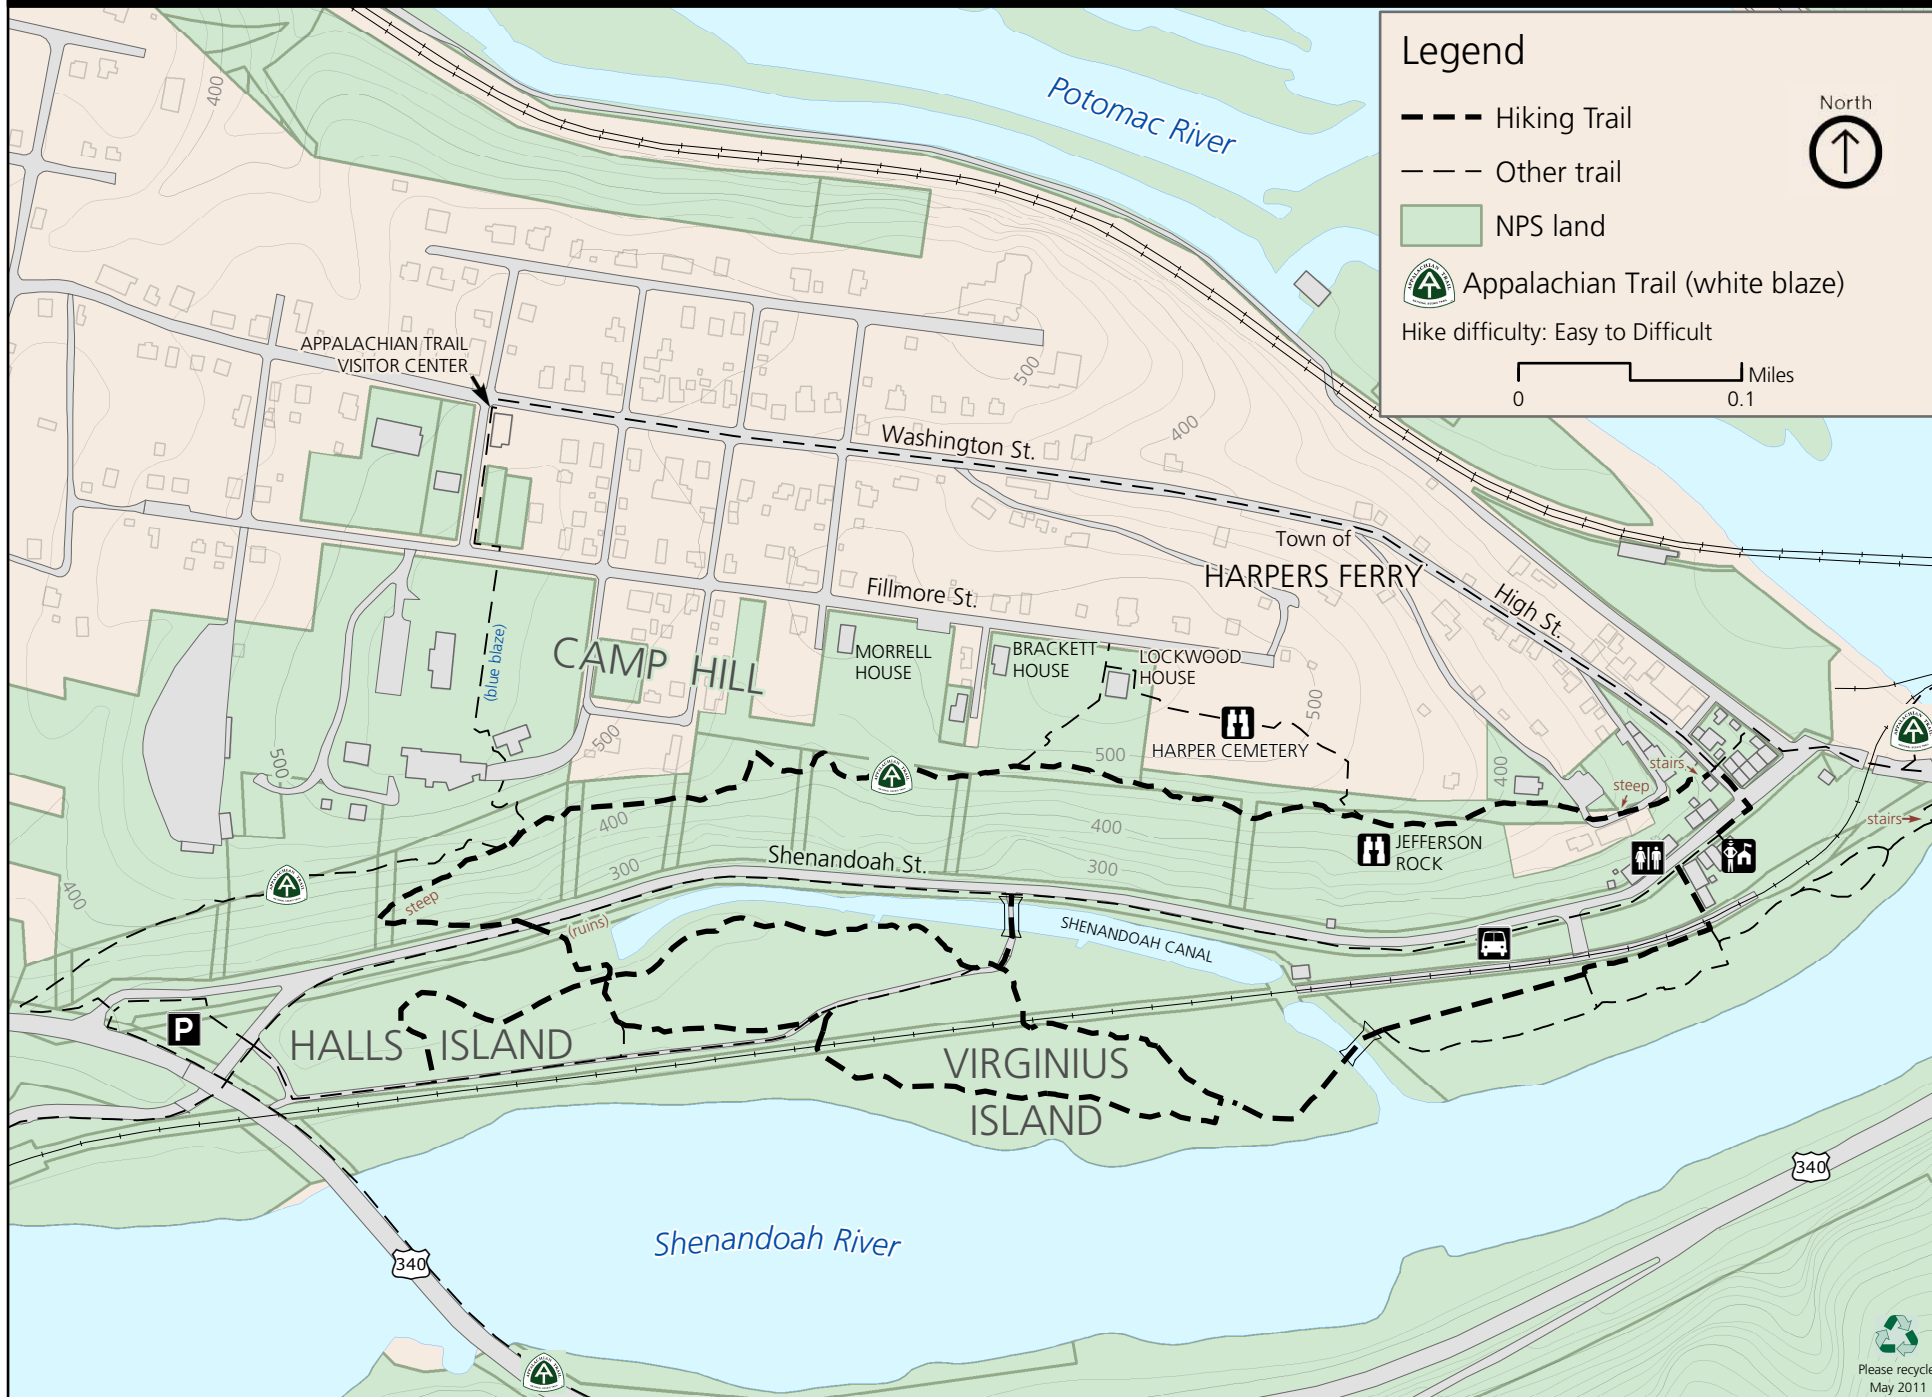 Legend
Hiking Trail
Other trail
NPS land
Appalachian Trail (white blaze)
Hike difficulty: Easy to Difficult
Miles
0
0.1
North
Potomac River
400
APPALACHIAN TRAIL
VISITOR CENTER
500
400
Washington St.
Town of
HARPERS FERRY
High St.
Fillmore St.
(blue blaze)
CAMP HILL
MORRELL
HOUSE
BRACKETT
HOUSE
LOCKWOOD
HOUSE
500
HARPER CEMETERY
500
500
500
400
stairs
steep
stairs
400
400
JEFFERSON
ROCK
Shenandoah St.
300
300
400
steep
(ruins)
SHENANDOAH CANAL
P
HALLS ISLAND
VIRGINIUS
ISLAND
340
340
Shenandoah River
Please recycle
May 2011